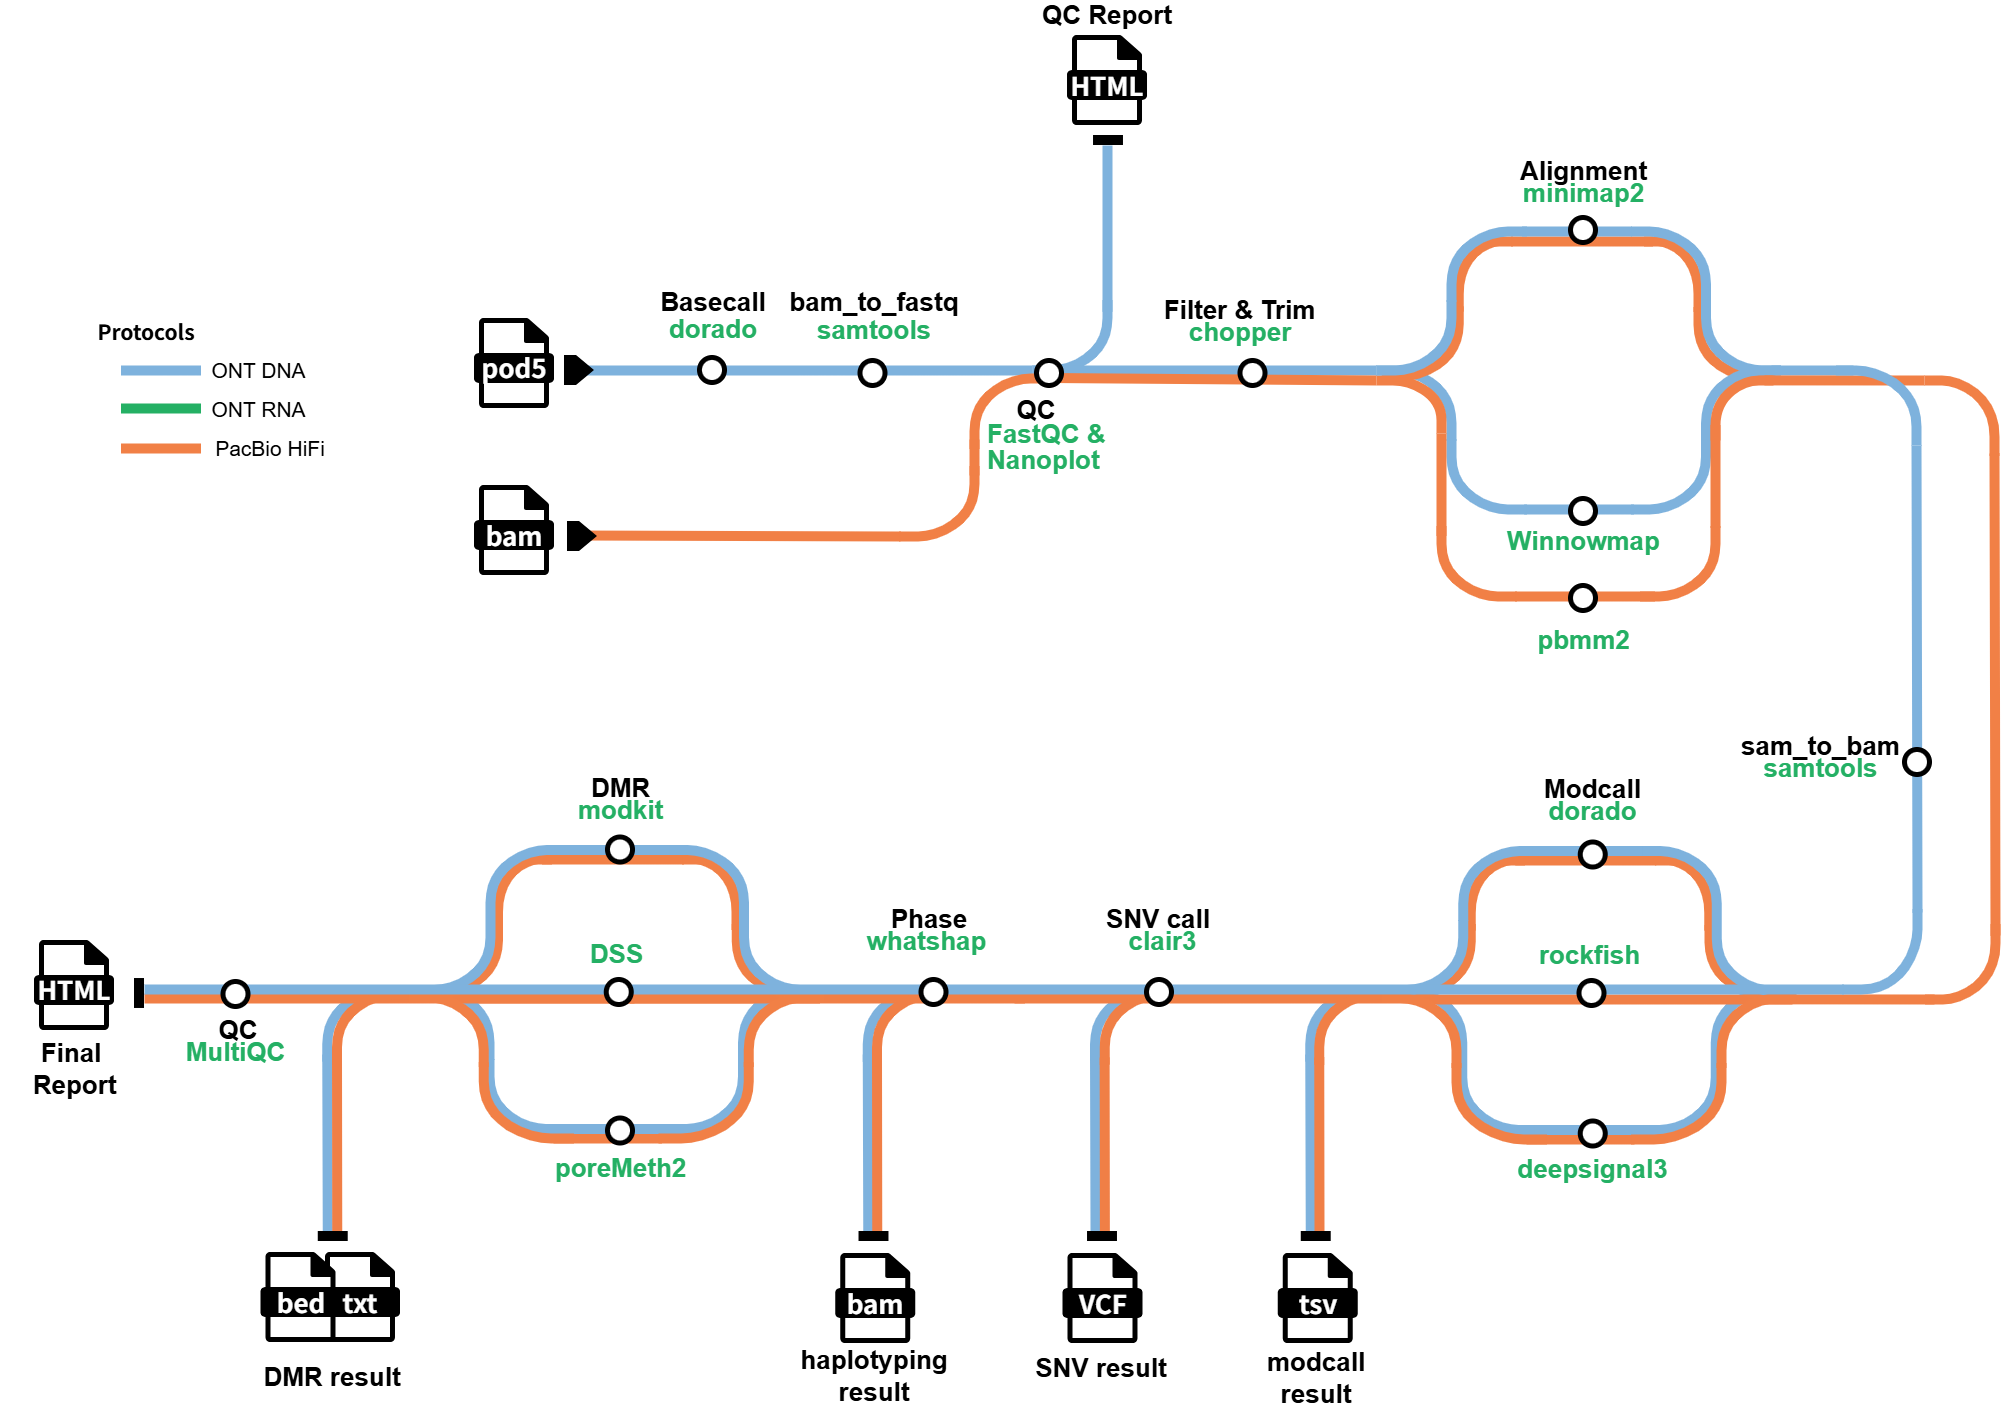 QC Report
HTML
Alignment
minimap2
Basecall
dorado
bam_to_fastq
samtools
Filter & Trim
chopper
Protocols
ONT DNA
ONT RNA
PacBio HiFi
pod5
QC
FastQC &
Nanoplot
bam
Winnowmap
pbmm2
sam_to_bam
samtools
DMR
modkit
Modcall
dorado
Phase
whatshap
SNV call
clair3
DSS
rockfish
HTML
Final
Report
QC
MultiQC
poreMeth2
deepsignal3
bed
txt
DMR result
bam
haplotyping
result
VCF
SNV result
tsv
modcall
result